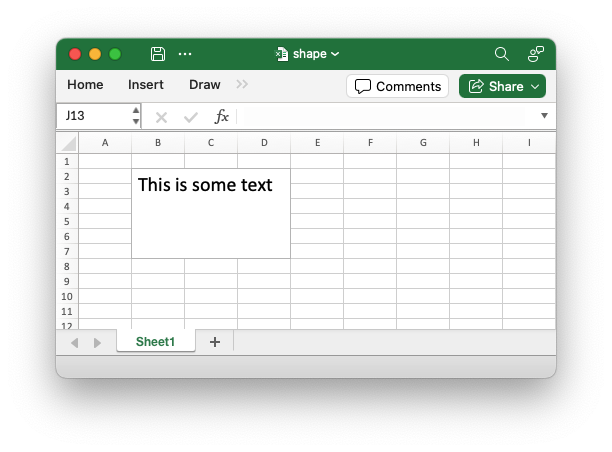 shape
Home Insert Draw Comments Share
J13 fx
A B C D E F G H I
1
2
This is some text
3
4
5
6
7
8
9
10
11
12
Sheet1